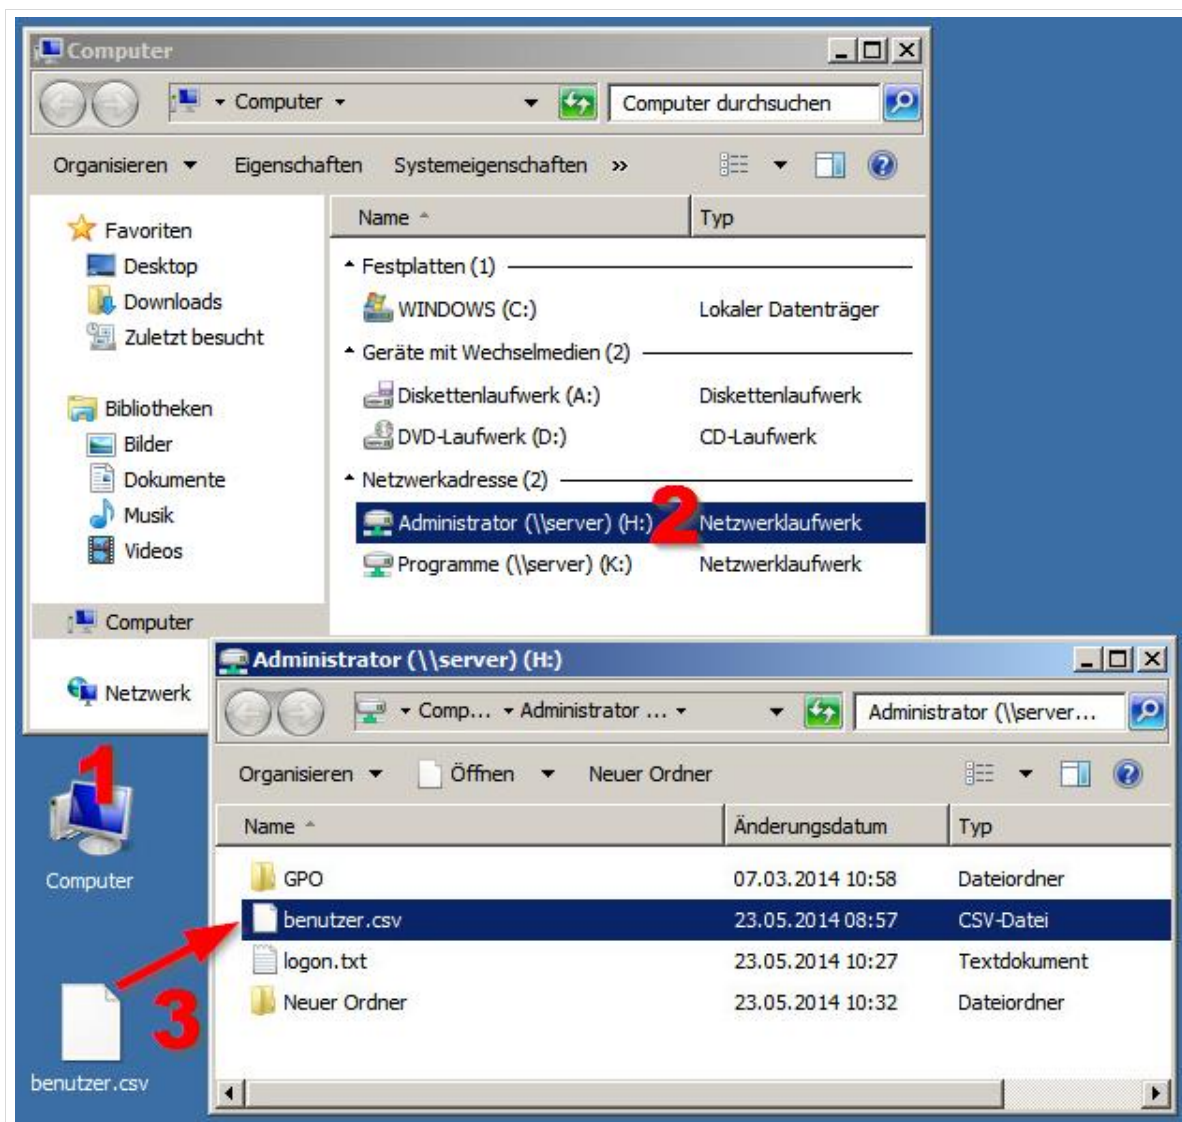 Computer
Computer
Computer durchsuchen
Organisieren
Eigenschaften
Systemeigenschaften
»
Favoriten
Desktop
Downloads
Zuletzt besucht
Bibliotheken
Bilder
Dokumente
Musik
Videos
Computer
Netzwerk
Name Typ
Festplatten (1)
WINDOWS (C:) Lokaler Datenträger
Geräte mit Wechselmedien (2)
Diskettenlaufwerk (A:) Diskettenlaufwerk
DVD-Laufwerk (D:) CD-Laufwerk
Netzwerkadresse (2)
Administrator (\\server) (H:) Netzwerklaufwerk
2
Programme (\\server) (K:) Netzwerklaufwerk
Administrator (\\server) (H:)
Comp... Administrator ...
Administrator (\\server...
Organisieren Öffnen Neuer Ordner
Name Änderungsdatum Typ
GPO 07.03.2014 10:58 Dateiordner
benutzer.csv 23.05.2014 08:57 CSV-Datei
logon.txt 23.05.2014 10:27 Textdokument
Neuer Ordner 23.05.2014 10:32 Dateiordner
1
Computer
3
benutzer.csv